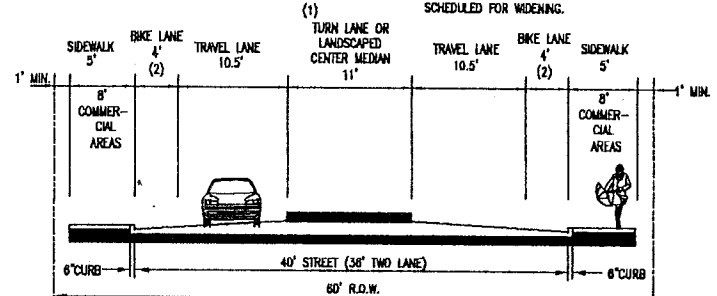 SCHEDULED FOR WIDENING.
(1)
SIDEWALK
5'
BIKE LANE
4'
(2)
TRAVEL LANE
10.5'
TURN LANE OR
LANDSCAPED
CENTER MEDIAN
11'
TRAVEL LANE
10.5'
BIKE LANE
4'
(2)
SIDEWALK
5'
1' MIN.
1' MIN.
8'
COMMER-
CIAL
AREAS
8'
COMMER-
CIAL
AREAS
6"CURB
40' STREET (36' TWO LANE)
6"CURB
60' R.O.W.